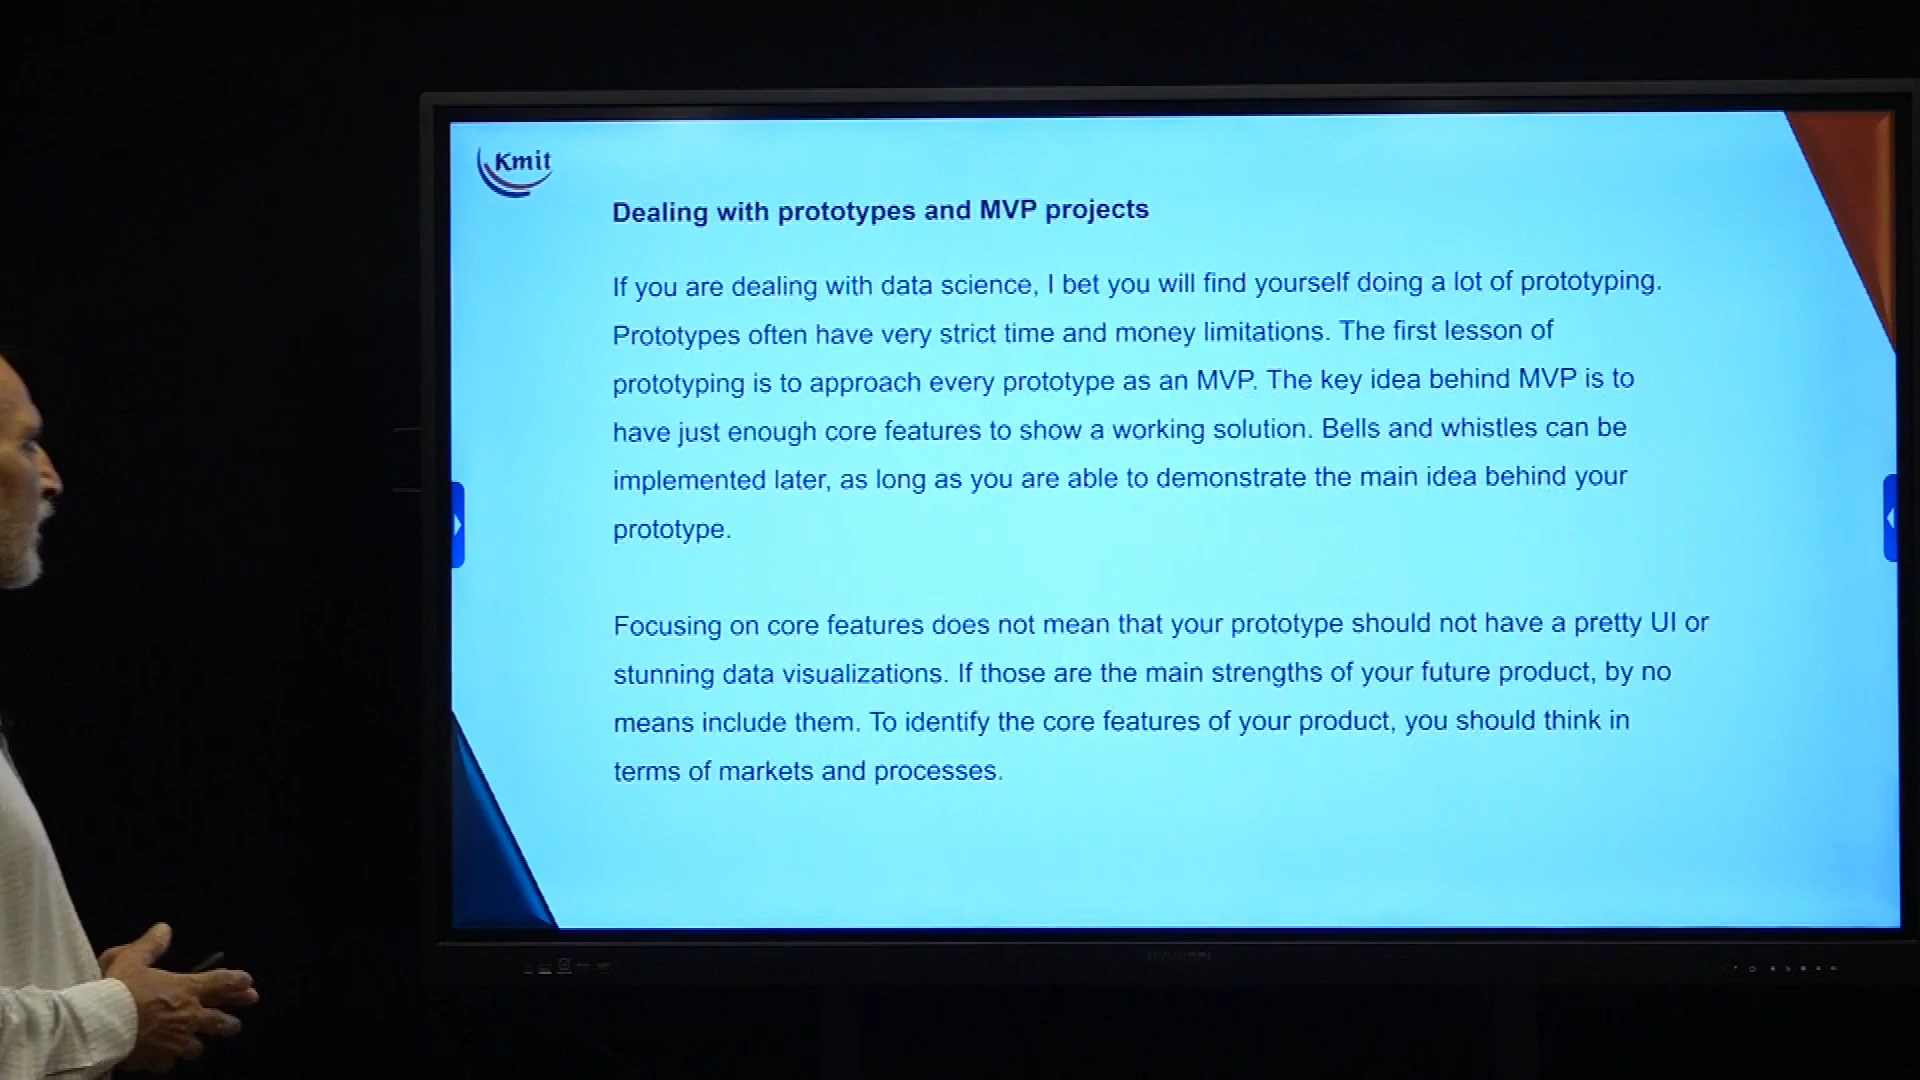 Kmit
Dealing with prototypes and MVP projects
If you are dealing with data science, I bet you will find yourself doing a lot of prototyping.
Prototypes often have very strict time and money limitations. The first lesson of
prototyping is to approach every prototype as an MVP. The key idea behind MVP is to
have just enough core features to show a working solution. Bells and whistles can be
implemented later, as long as you are able to demonstrate the main idea behind your
prototype.
Focusing on core features does not mean that your prototype should not have a pretty UI or
stunning data visualizations. If those are the main strengths of your future product, by no
means include them. To identify the core features of your product, you should think in
terms of markets and processes.